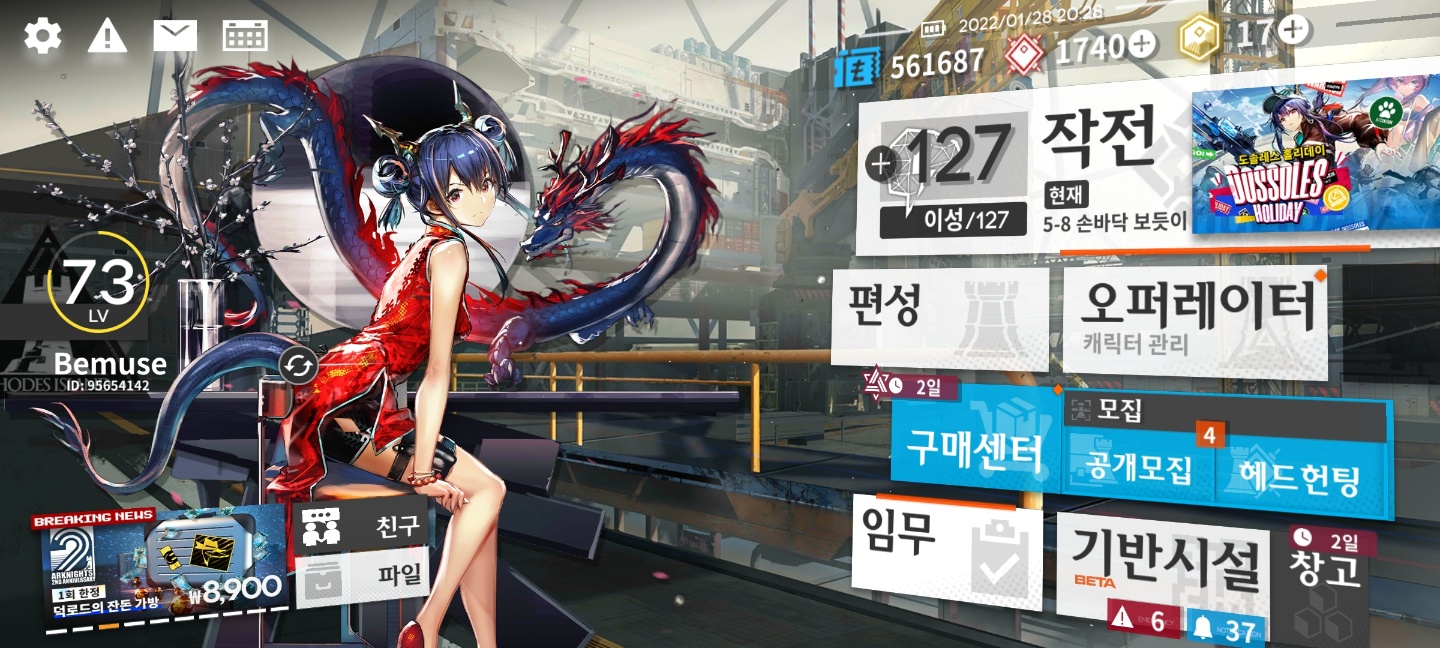 2022/01/28 20:28
561687
1740
17
127
이성/127
작전
현재
5-8 손바닥 보듯이
도솔레스 홀리데이
DOSSOLES
HOLIDAY
73
LV
Bemuse
ID:95654142
편성
오퍼레이터
캐릭터 관리
2일
구매센터
모집
4
공개모집
헤드헌팅
BREAKING NEWS
2
ARKNIGHTS
2ND ANNIVERSARY
1회 한정
덕로드의 잔돈 가방
₩8,900
친구
파일
임무
기반시설
BETA
6
37
2일
창고